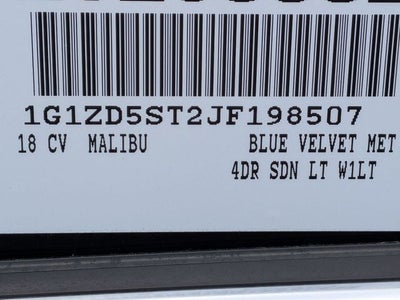 1G1ZD5ST2JF198507
18 CV MALIBU BLUE VELVET MET
4DR SDN LT W1LT